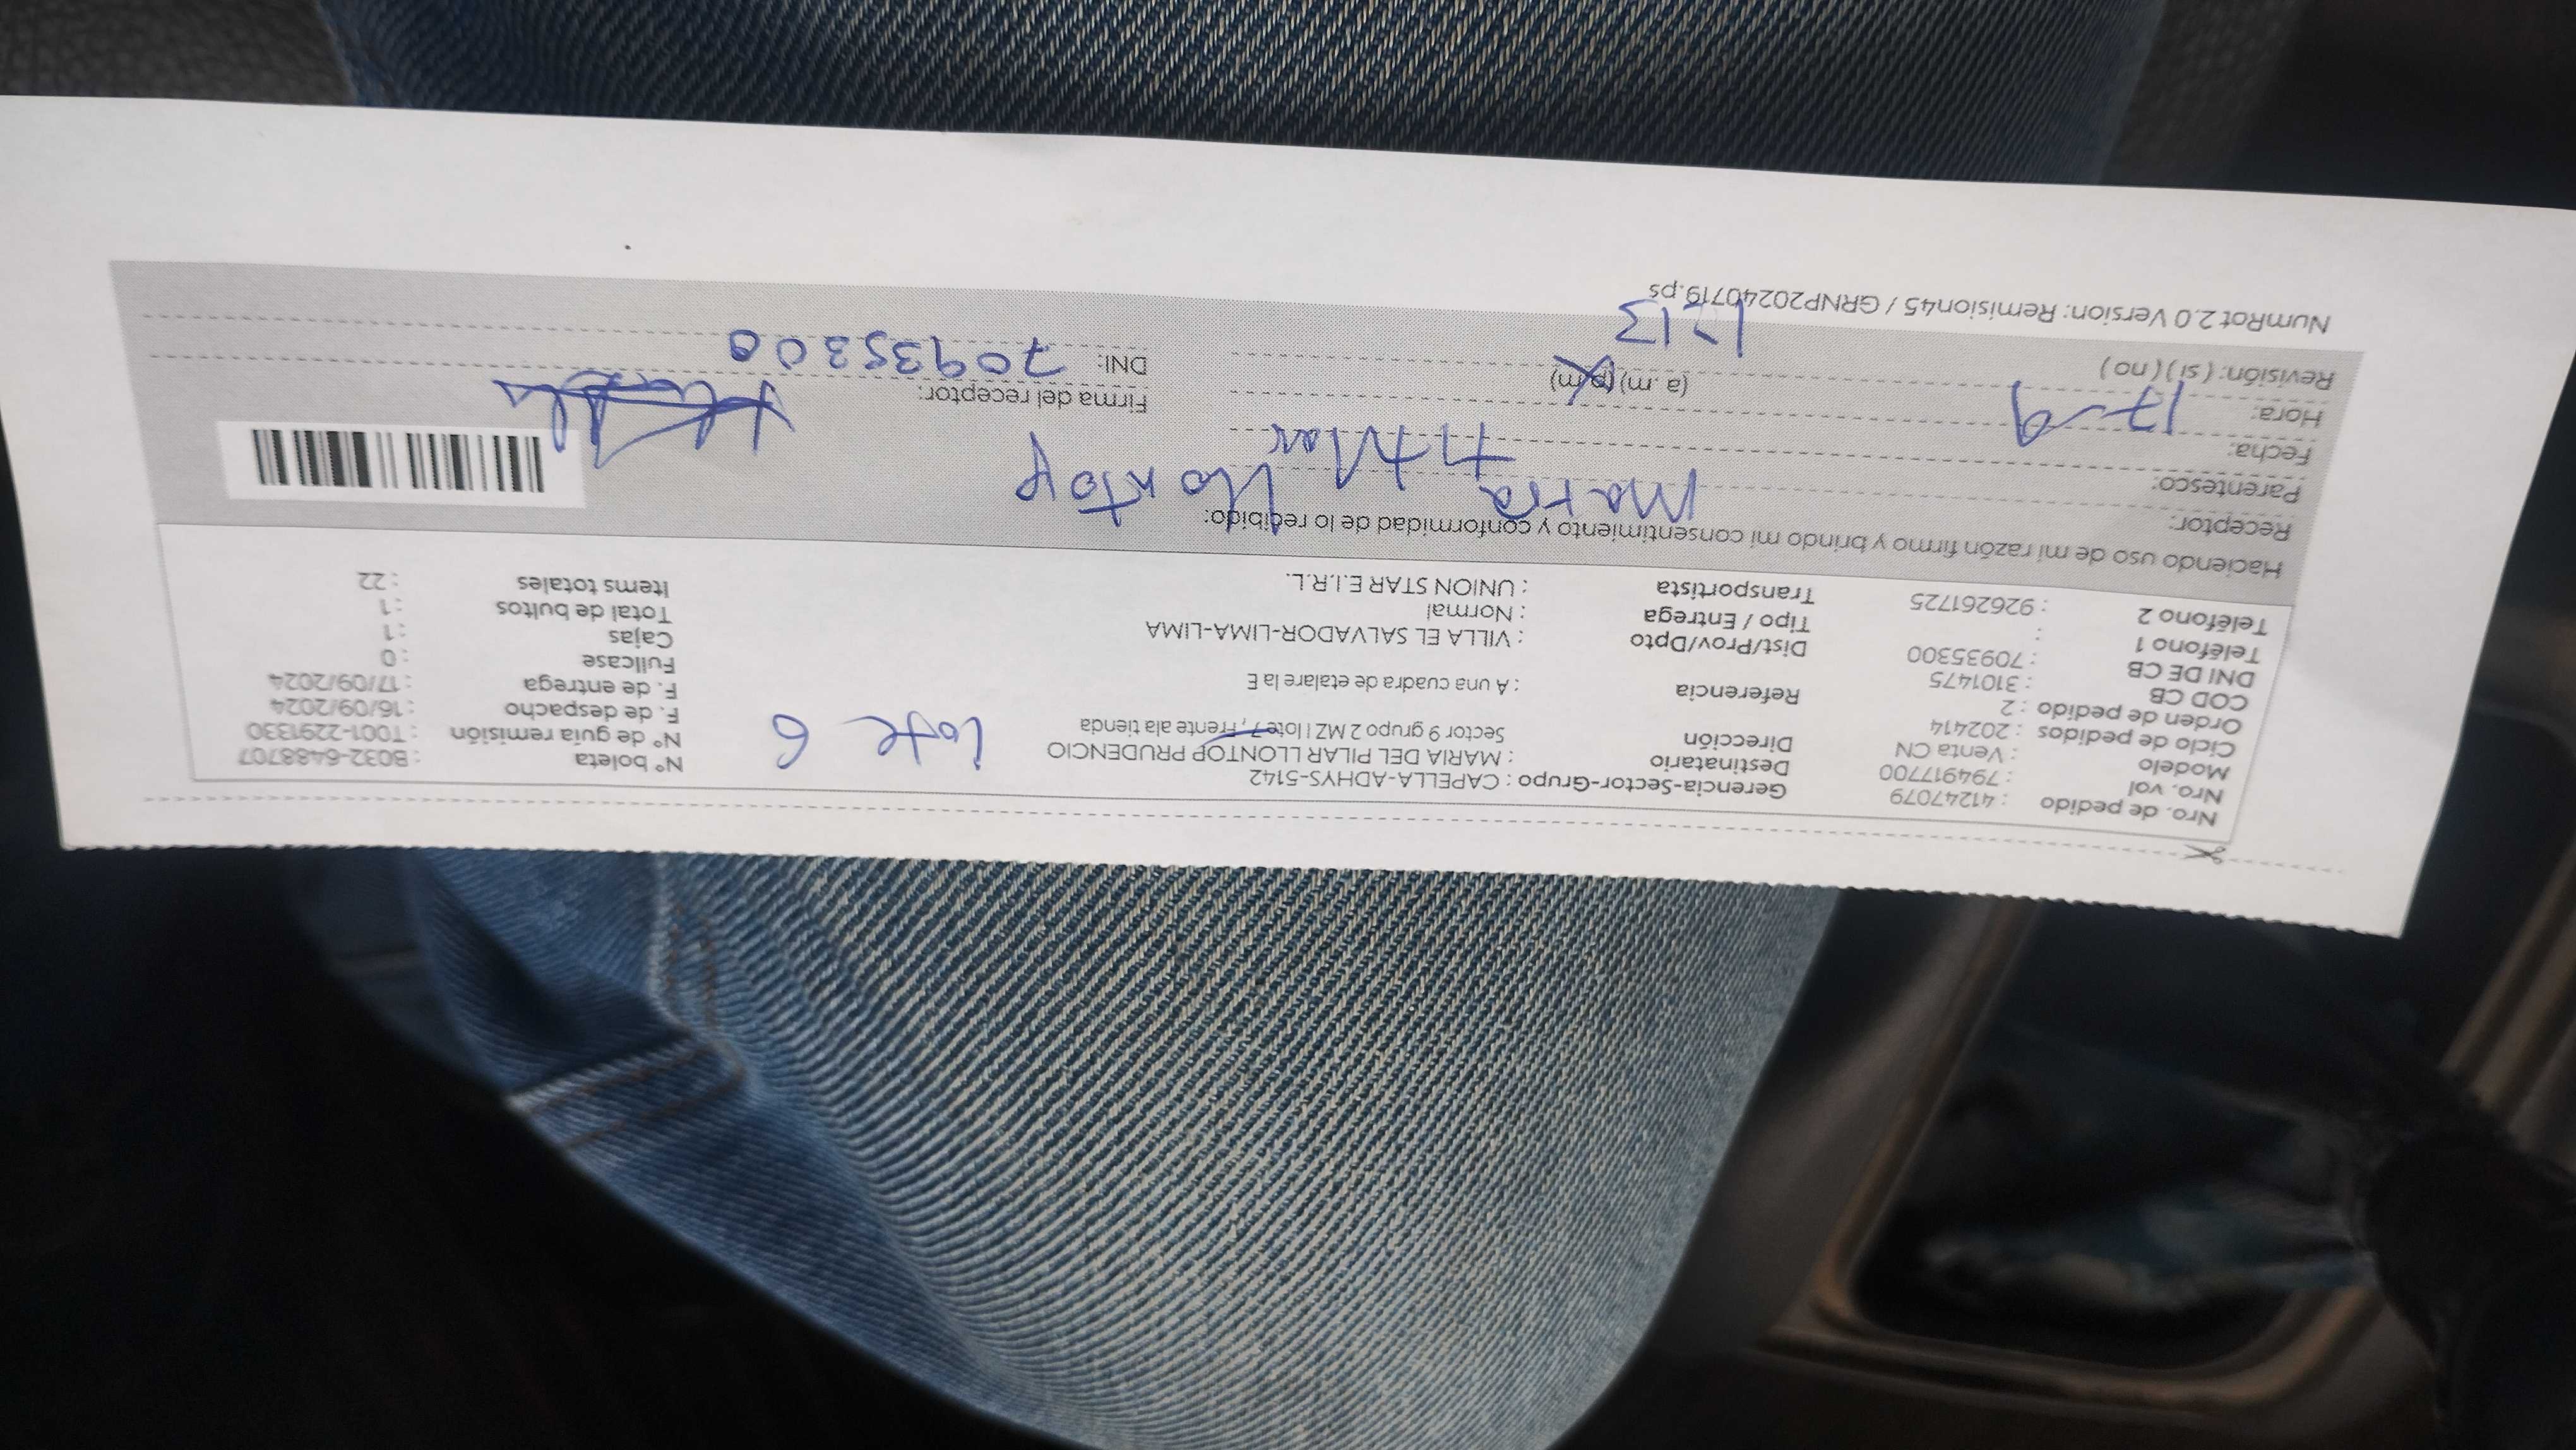 Nro. de pedido : 41247079
Nro. vol : 794917700
Modelo : Venta CN
Ciclo de pedidos : 202414
Orden de pedido : 2
COD CB : 3101475
DNI DE CB : 70935300
Teléfono 1 :
Teléfono 2 : 926261725
Gerencia-Sector-Grupo : CAPELLA-ADHYS-5142
Destinatario : MARIA DEL PILAR LLONTOP PRUDENCIO
Dirección Sector 9 grupo 2 MZ I lote 7, Frente ala tienda
lote 6
Referencia : A una cuadra de etalare la E
Dist/Prov/Dpto : VILLA EL SALVADOR-LIMA-LIMA
Tipo / Entrega : Normal
Transportista : UNION STAR E.I.R.L.
N° boleta : B032-6488707
N° de guía remisión : T001-2291330
F. de despacho : 16/09/2024
F. de entrega : 17/09/2024
Fullcase : 0
Cajas : 1
Total de bultos : 1
Items totales : 22
Haciendo uso de mi razón firmo y brindo mi consentimiento y conformidad de lo recibido:
Receptor: Maria Llontop
Parentesco:
Fecha: 17-9
Hora: (a.m) (p.m)
Revisión: ( si ) ( no ) 1213
Firma del receptor:
DNI: 70935300
NumRot 2.0 Version: Remision45 / GRNP20240719.ps